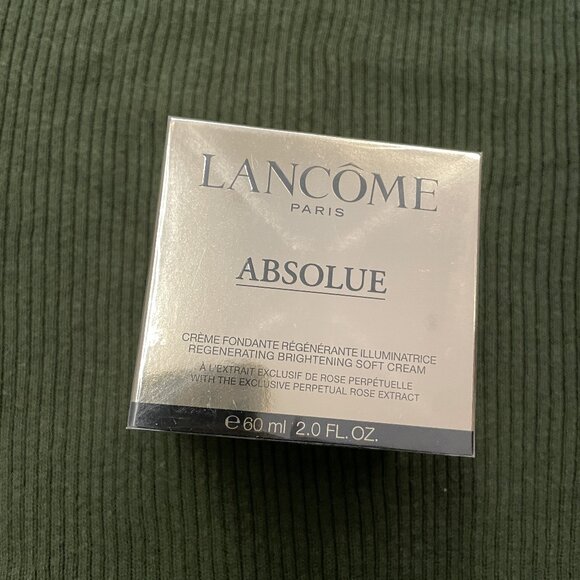 LANCÔME
PARIS
ABSOLUE
CRÈME FONDANTE RÉGÉNÉRANTE ILLUMINATRICE
REGENERATING BRIGHTENING SOFT CREAM
À L'EXTRAIT EXCLUSIF DE ROSE PERPÉTUELLE
WITH THE EXCLUSIVE PERPETUAL ROSE EXTRACT
℮ 60 ml 2.0 FL. OZ.